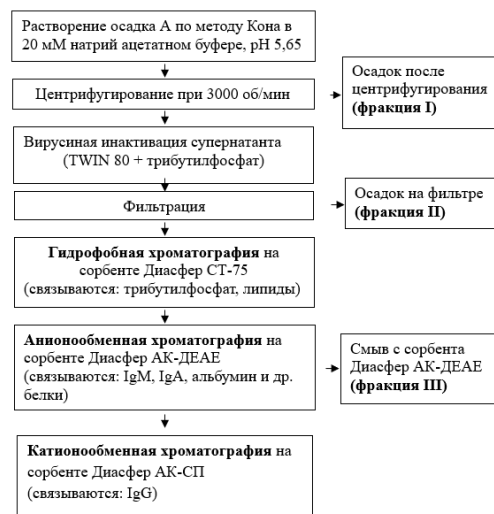 Растворение осадка А по методу Кона в
20 мМ натрий ацетатном буфере, pH 5,65
Центрифугирование при 3000 об/мин
Осадок после
центрифугирования
(фракция I)
Вирусиная инактивация супернатанта
(TWIN 80 + трибутилфосфат)
Фильтрация
Осадок на фильтре
(фракция II)
Гидрофобная хроматография на
сорбенте Диасфер СТ-75
(связываются: трибутилфосфат, липиды)
Анионообменная хроматография на
сорбенте Диасфер АК-ДЕАЕ
(связываются: IgM, IgA, альбумин и др.
белки)
Смыв с сорбента
Диасфер АК-ДЕАЕ
(фракция III)
Катионообменная хроматография на
сорбенте Диасфер АК-СП
(связываются: IgG)